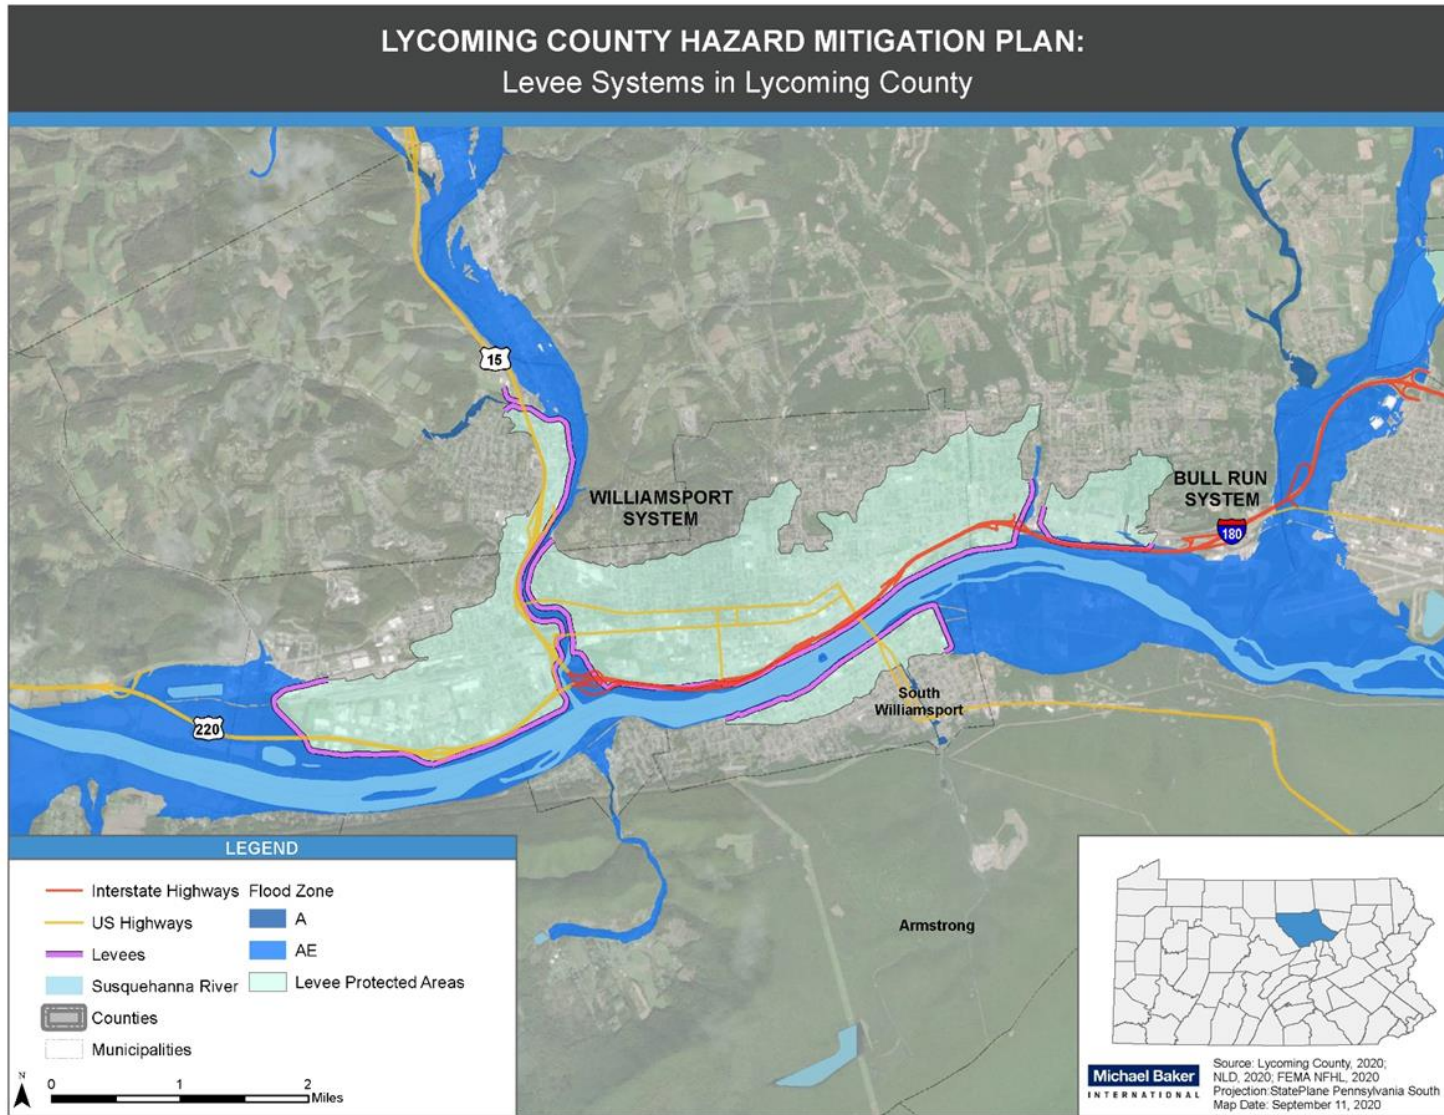 LYCOMING COUNTY HAZARD MITIGATION PLAN:
Levee Systems in Lycoming County
15
WILLIAMSPORT
SYSTEM
BULL RUN
SYSTEM
180
South
Williamsport
220
Armstrong
LEGEND
Interstate Highways
US Highways
Levees
Susquehanna River
Counties
Municipalities
Flood Zone
A
AE
Levee Protected Areas
N
0 1 2
Miles
Michael Baker
INTERNATIONAL
Source: Lycoming County, 2020;
NLD, 2020; FEMA NFHL, 2020
Projection:StatePlane Pennsylvania South
Map Date: September 11, 2020